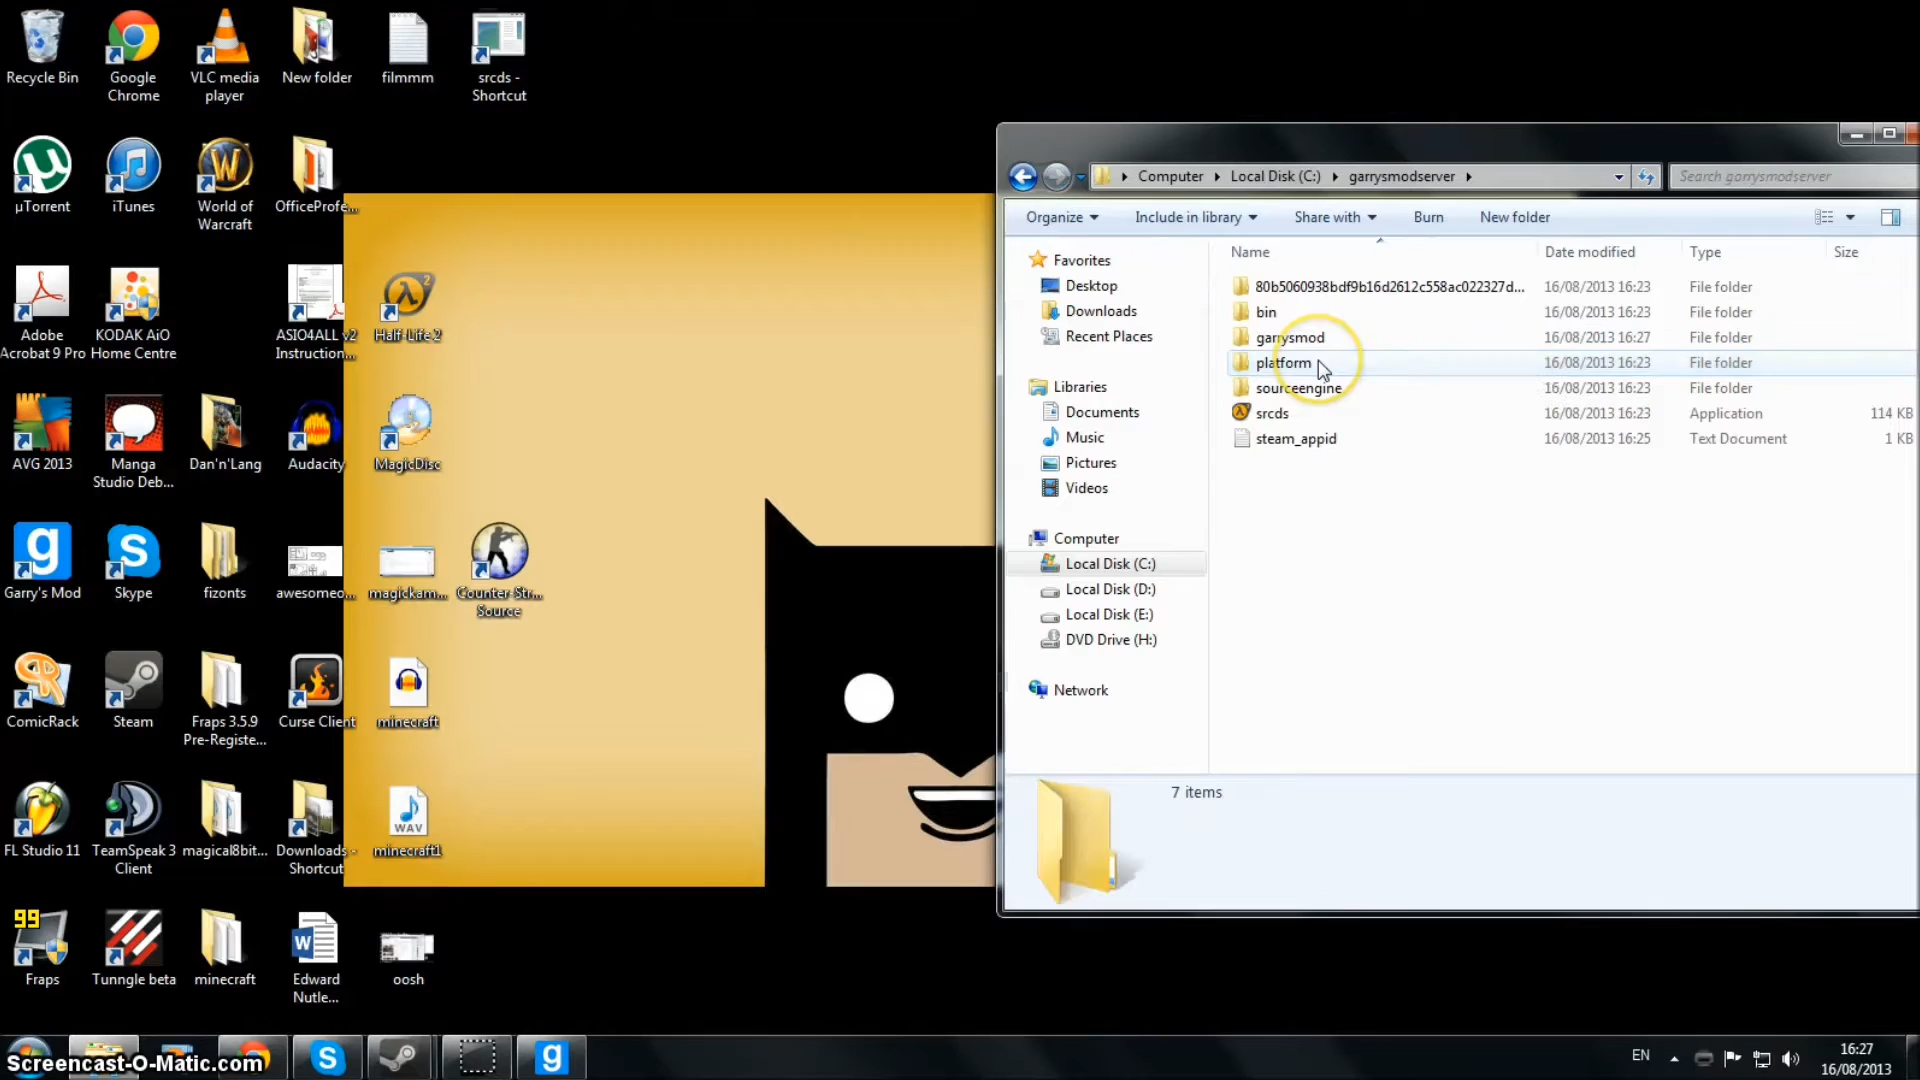 Recycle Bin
Google
Chrome
VLC media
player
New folder
filmmm
srcds -
Shortcut
µTorrent
iTunes
World of
Warcraft
OfficeProfe...
Adobe
Acrobat 9 Pro
KODAK AiO
Home Centre
ASIO4ALL v2
Instruction...
2
Half-Life 2
AVG 2013
Manga
Studio Deb...
Dan'n'Lang
Audacity
MagicDisc
g
Garry's Mod
Skype
fizonts
awesomeo...
magickam...
Counter-Str...
Source
ComicRack
Steam
Fraps 3.5.9
Pre-Registe...
Curse Client
minecraft
FL Studio 11
TeamSpeak 3
Client
magical8bit...
Downloads -
Shortcut
WAV
minecraft1
99
Fraps
Tunngle beta
minecraft
Edward
Nutle...
oosh
Computer
Local Disk (C:)
garrysmodserver
Search garrysmodserver
Organize
Include in library
Share with
Burn
New folder
Name
Date modified
Type
Size
Favorites
Desktop
Downloads
Recent Places
Libraries
Documents
Music
Pictures
Videos
Computer
Local Disk (C:)
Local Disk (D:)
Local Disk (E:)
DVD Drive (H:)
Network
80b5060938bdf9b16d2612c558ac022327d... 16/08/2013 16:23 File folder
bin 16/08/2013 16:23 File folder
garrysmod 16/08/2013 16:27 File folder
platform 16/08/2013 16:23 File folder
sourceengine 16/08/2013 16:23 File folder
srcds 16/08/2013 16:23 Application 114 KB
steam_appid 16/08/2013 16:25 Text Document 1 KB
7 items
Screencast-O-Matic.com
EN
16:27
16/08/2013